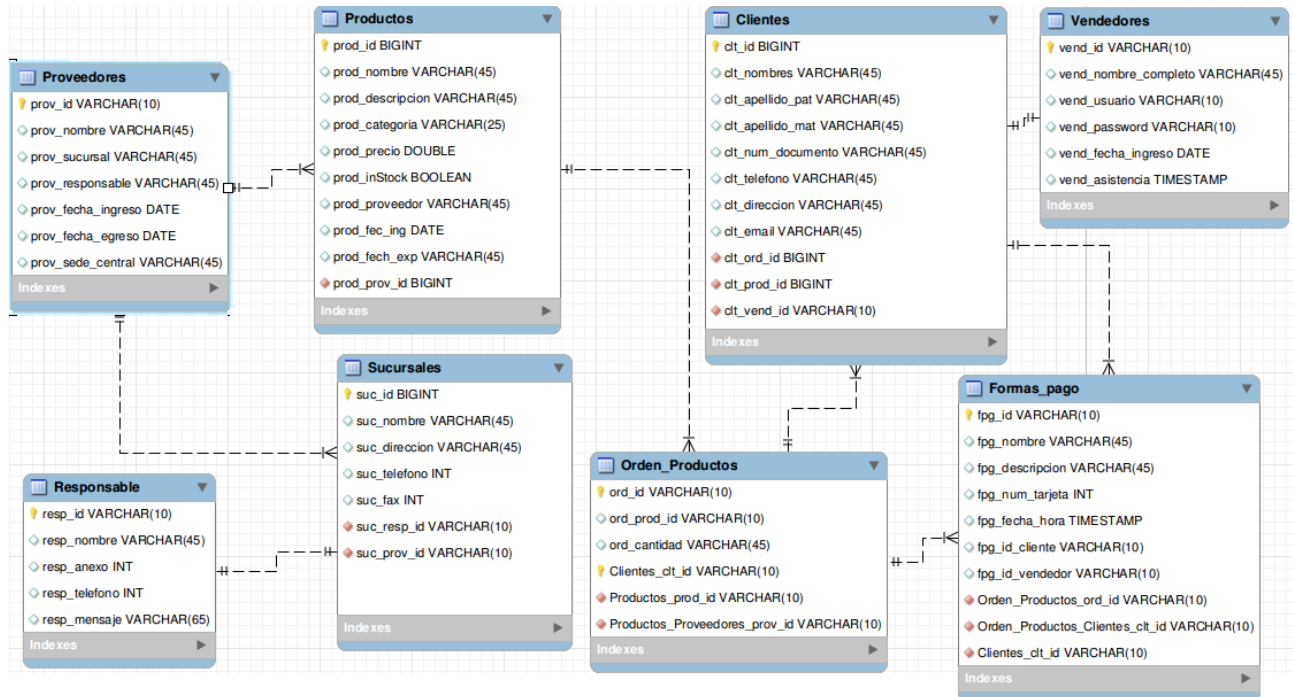 Proveedores
prov_id VARCHAR(10)
prov_nombre VARCHAR(45)
prov_sucursal VARCHAR(45)
prov_responsable VARCHAR(45)
prov_fecha_ingreso DATE
prov_fecha_egreso DATE
prov_sede_central VARCHAR(45)
Indexes
Productos
prod_id BIGINT
prod_nombre VARCHAR(45)
prod_descripcion VARCHAR(45)
prod_categoria VARCHAR(25)
prod_precio DOUBLE
prod_inStock BOOLEAN
prod_proveedor VARCHAR(45)
prod_fec_ing DATE
prod_fech_exp VARCHAR(45)
prod_prov_id BIGINT
Indexes
Clientes
clt_id BIGINT
clt_nombres VARCHAR(45)
clt_apellido_pat VARCHAR(45)
clt_apellido_mat VARCHAR(45)
clt_num_documento VARCHAR(45)
clt_telefono VARCHAR(45)
clt_direccion VARCHAR(45)
clt_email VARCHAR(45)
clt_ord_id BIGINT
clt_prod_id BIGINT
clt_vend_id VARCHAR(10)
Indexes
Vendedores
vend_id VARCHAR(10)
vend_nombre_completo VARCHAR(45)
vend_usuario VARCHAR(10)
vend_password VARCHAR(10)
vend_fecha_ingreso DATE
vend_asistencia TIMESTAMP
Indexes
Responsable
resp_id VARCHAR(10)
resp_nombre VARCHAR(45)
resp_anexo INT
resp_telefono INT
resp_mensaje VARCHAR(65)
Indexes
Sucursales
suc_id BIGINT
suc_nombre VARCHAR(45)
suc_direccion VARCHAR(45)
suc_telefono INT
suc_fax INT
suc_resp_id VARCHAR(10)
suc_prov_id VARCHAR(10)
Indexes
Orden_Productos
ord_id VARCHAR(10)
ord_prod_id VARCHAR(10)
ord_cantidad VARCHAR(45)
Clientes_clt_id VARCHAR(10)
Productos_prod_id VARCHAR(10)
Productos_Proveedores_prov_id VARCHAR(10)
Indexes
Formas_pago
fpg_id VARCHAR(10)
fpg_nombre VARCHAR(45)
fpg_descripcion VARCHAR(45)
fpg_num_tarjeta INT
fpg_fecha_hora TIMESTAMP
fpg_id_cliente VARCHAR(10)
fpg_id_vendedor VARCHAR(10)
Orden_Productos_ord_id VARCHAR(10)
Orden_Productos_Clientes_clt_id VARCHAR(10)
Clientes_clt_id VARCHAR(10)
Indexes